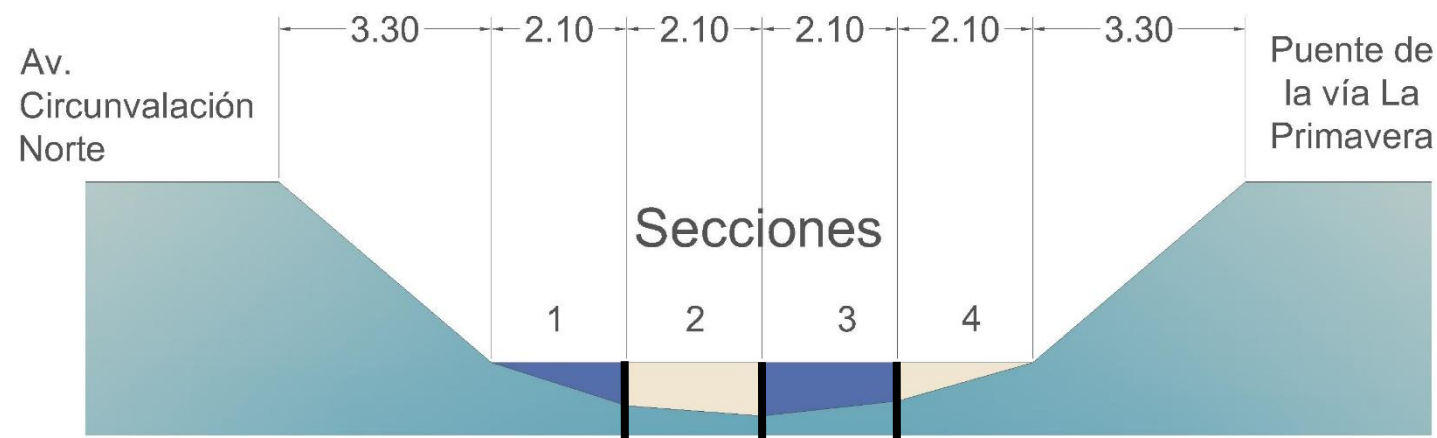 3.30 2.10 2.10 2.10 2.10 3.30
Av.
Circunvalación
Norte
Puente de
la vía La
Primavera
Secciones
1 2 3 4